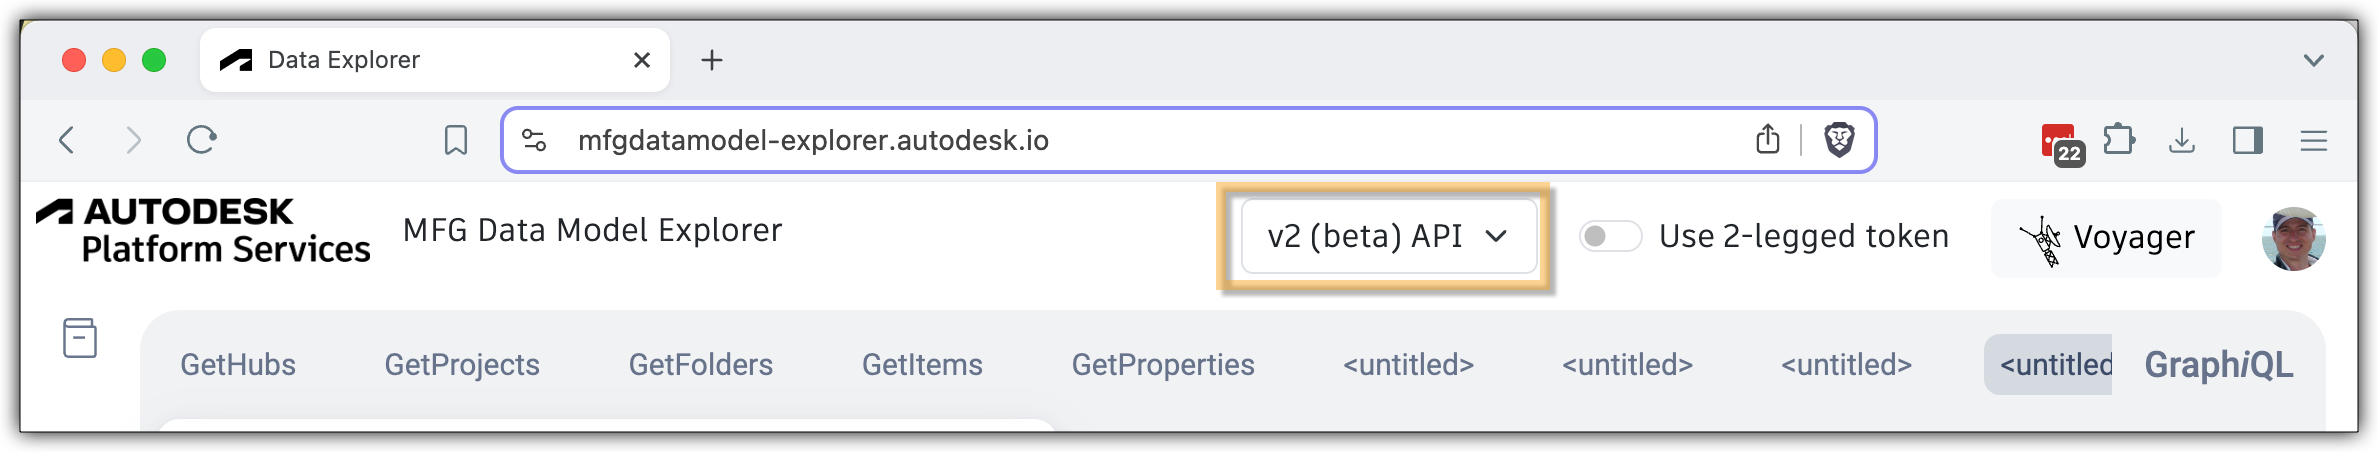 Data Explorer
mfgdatamodel-explorer.autodesk.io
22
AUTODESK
Platform Services
MFG Data Model Explorer
v2 (beta) API
Use 2-legged token
Voyager
GetHubs GetProjects GetFolders GetItems GetProperties <untitled> <untitled> <untitled> <untitled GraphiQL